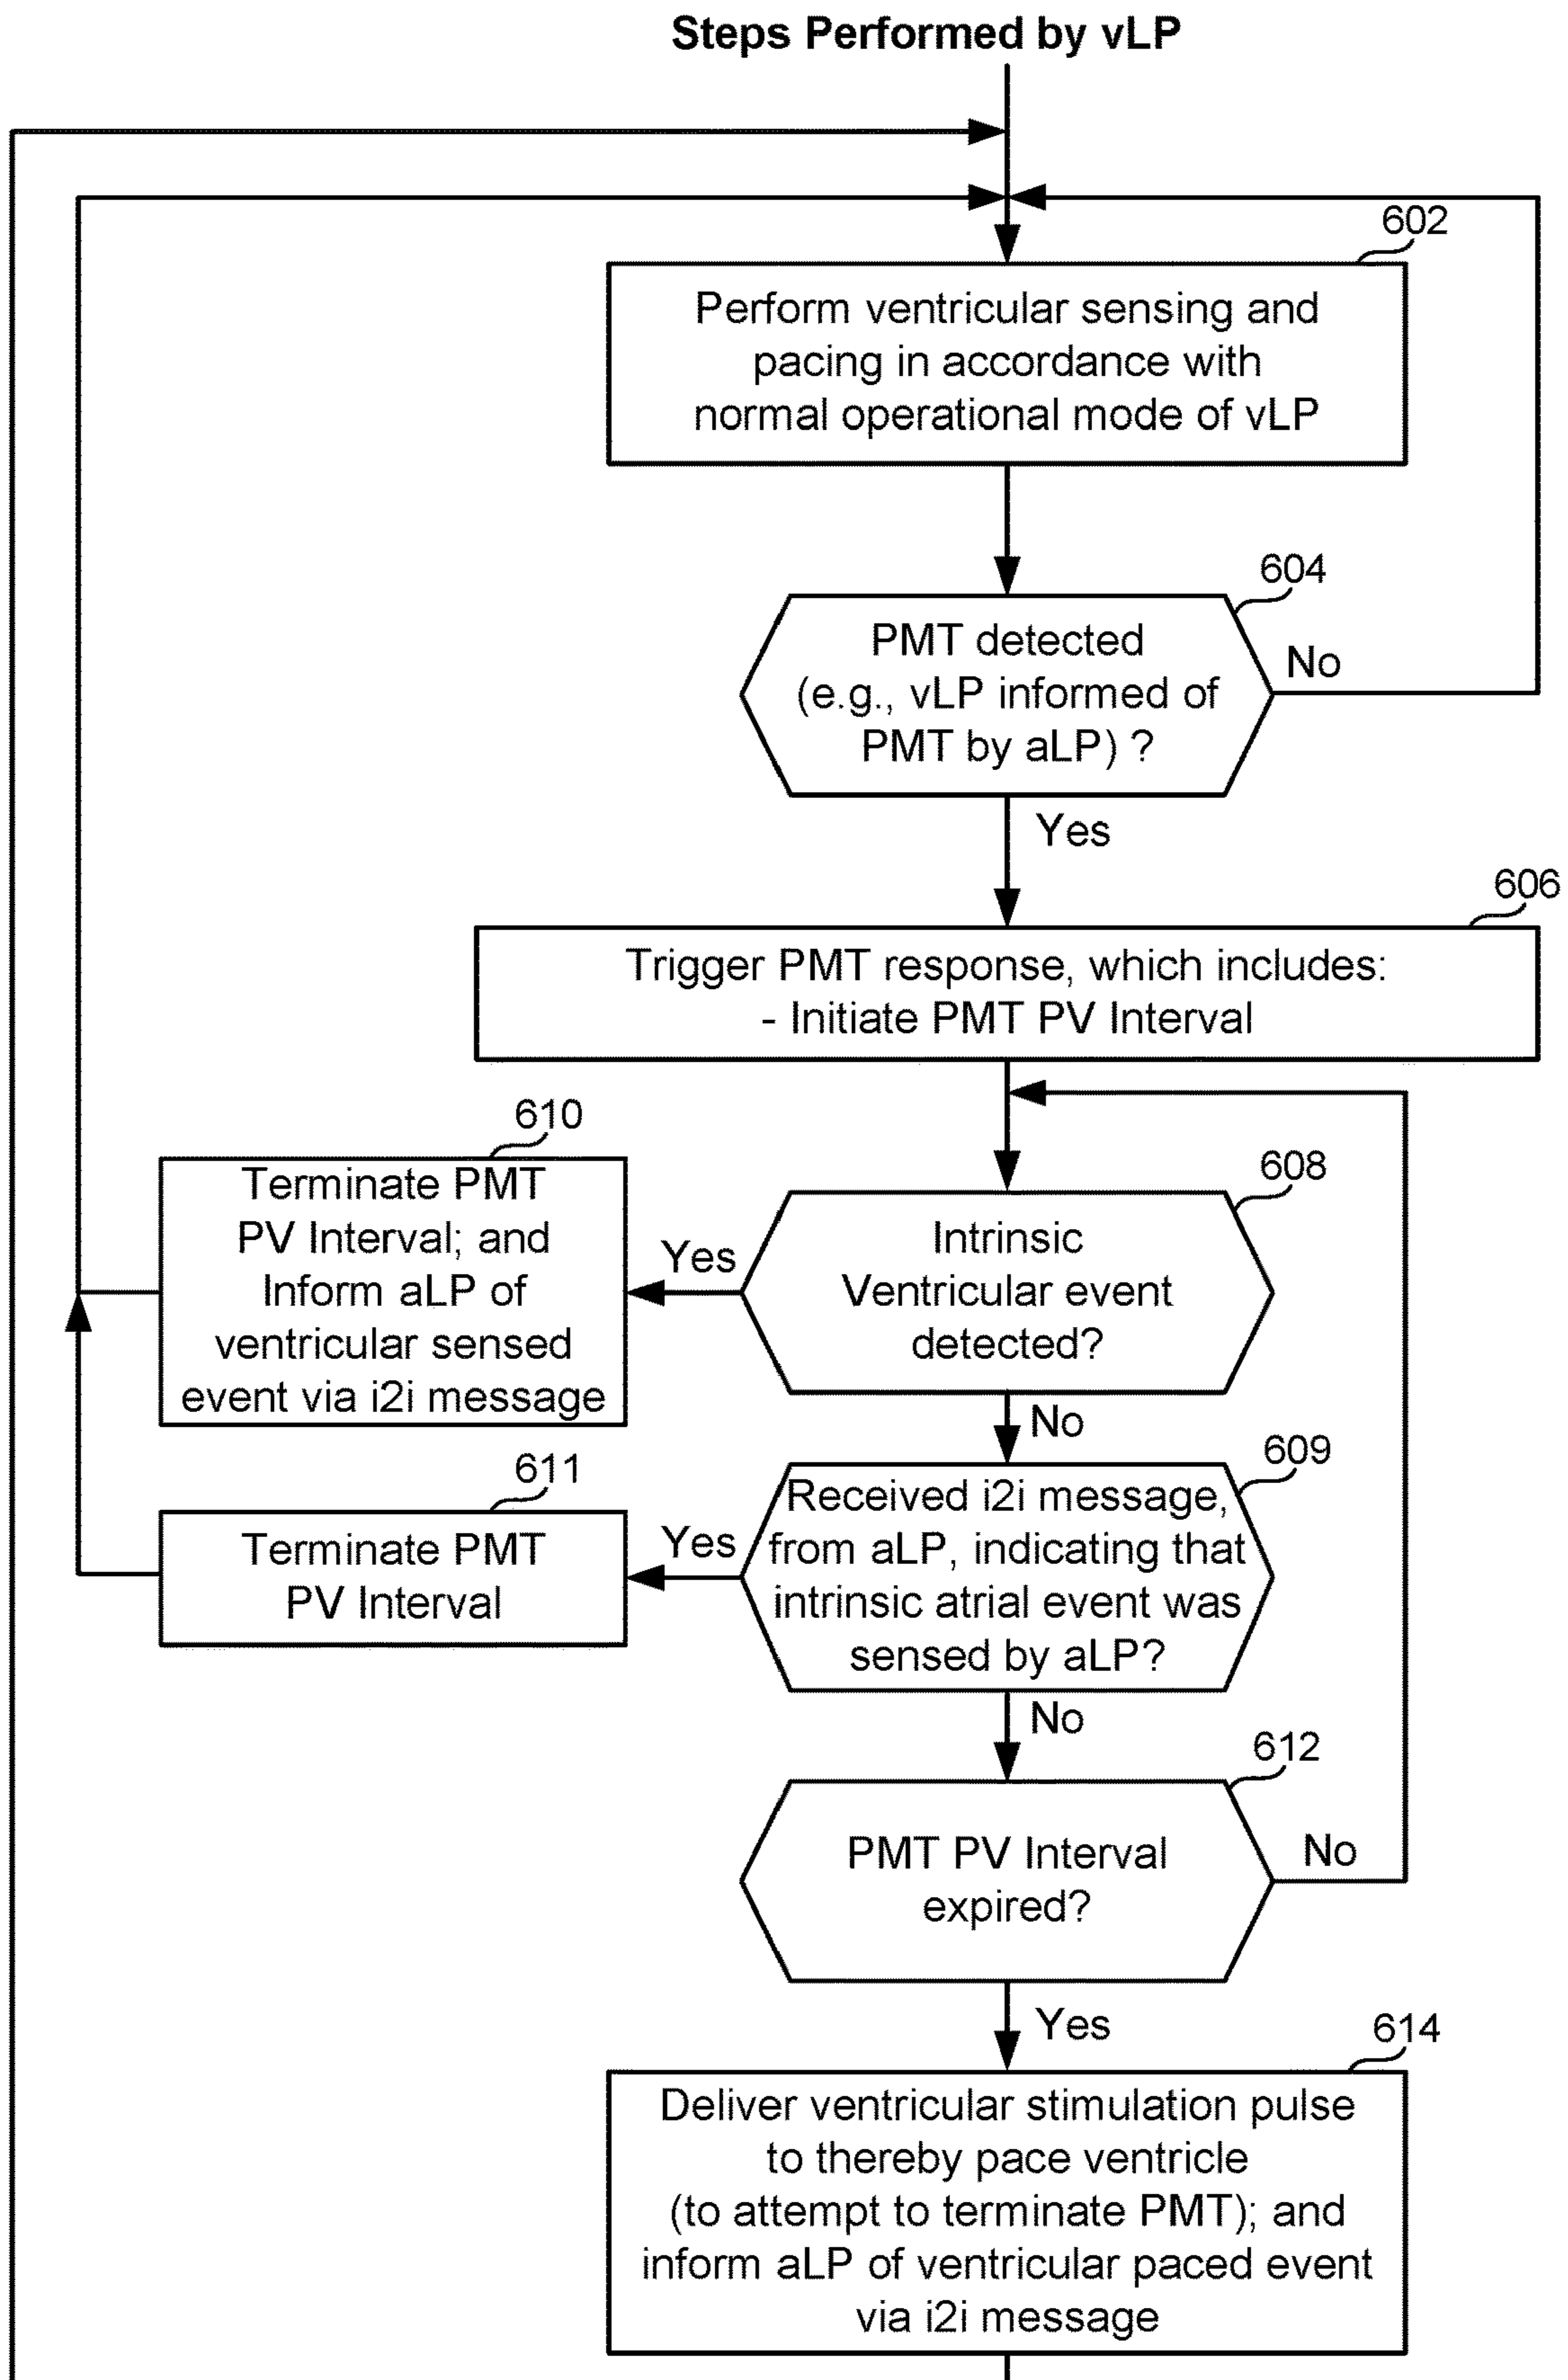 Steps Performed by vLP
602
Perform ventricular sensing and
pacing in accordance with
normal operational mode of vLP
604
PMT detected
(e.g., vLP informed of
PMT by aLP) ?
No
Yes
606
Trigger PMT response, which includes:
- Initiate PMT PV Interval
610
Terminate PMT
PV Interval; and
Inform aLP of
ventricular sensed
event via i2i message
Yes
608
Intrinsic
Ventricular event
detected?
No
611
Terminate PMT
PV Interval
Yes
609
Received i2i message,
from aLP, indicating that
intrinsic atrial event was
sensed by aLP?
No
612
PMT PV Interval
expired?
No
Yes
614
Deliver ventricular stimulation pulse
to thereby pace ventricle
(to attempt to terminate PMT); and
inform aLP of ventricular paced event
via i2i message